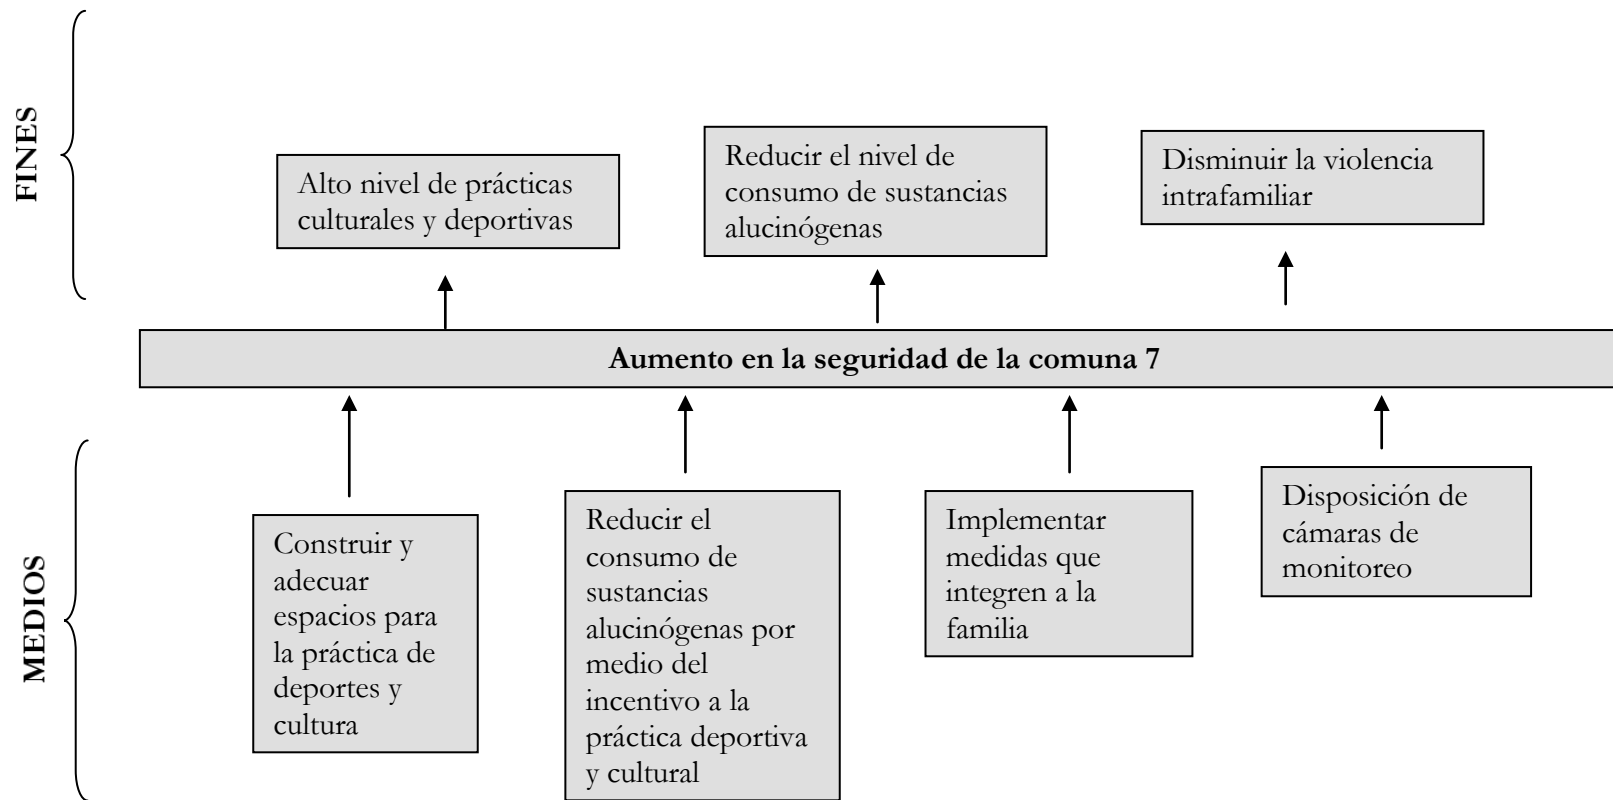 FINES
Alto nivel de prácticas
culturales y deportivas
Reducir el nivel de
consumo de sustancias
alucinógenas
Disminuir la violencia
intrafamiliar
Aumento en la seguridad de la comuna 7
MEDIOS
Construir y
adecuar
espacios para
la práctica de
deportes y
cultura
Reducir el
consumo de
sustancias
alucinógenas por
medio del
incentivo a la
práctica deportiva
y cultural
Implementar
medidas que
integren a la
familia
Disposición de
cámaras de
monitoreo